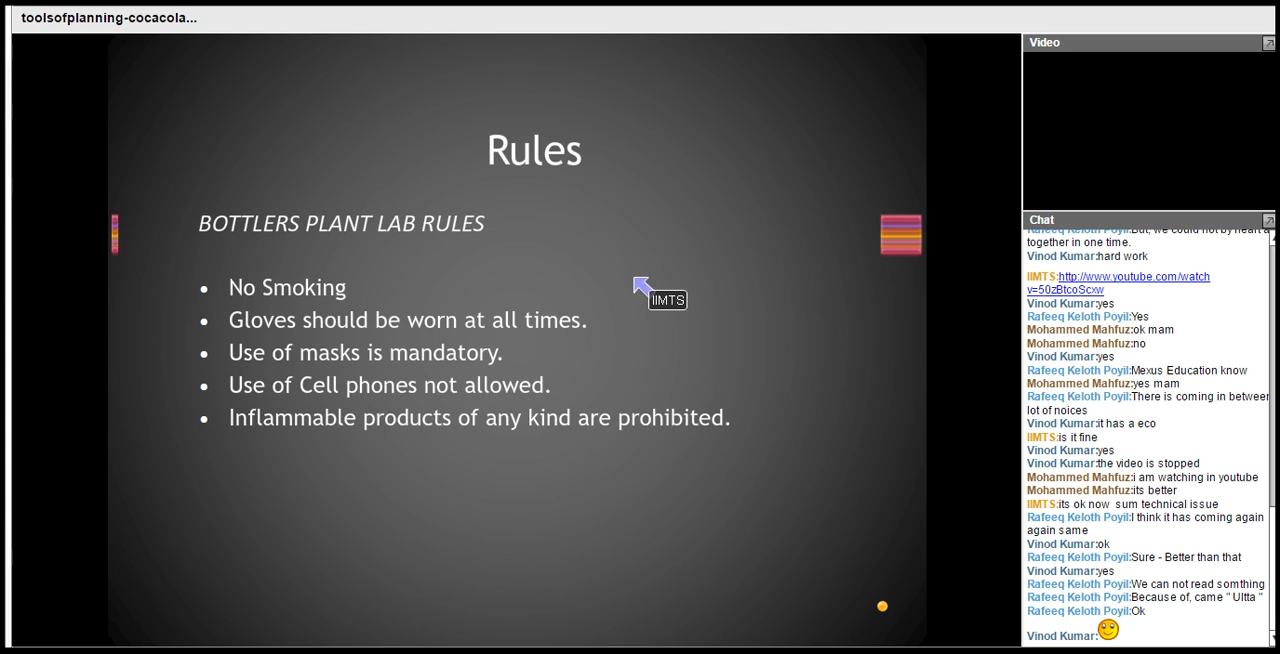 toolsofplanning-cocacola...
Rules
BOTTLERS PLANT LAB RULES
• No Smoking
• Gloves should be worn at all times.
• Use of masks is mandatory.
• Use of Cell phones not allowed.
• Inflammable products of any kind are prohibited.
IIMTS
Video
Chat
Rafeeq Keloth Poyil:But, we could not by heart a
together in one time.
Vinod Kumar:hard work
IIMTS:http://www.youtube.com/watch
v=50zBtcoScxw
Vinod Kumar:yes
Rafeeq Keloth Poyil:Yes
Mohammed Mahfuz:ok mam
Mohammed Mahfuz:no
Vinod Kumar:yes
Rafeeq Keloth Poyil:Mexus Education know
Mohammed Mahfuz:yes mam
Rafeeq Keloth Poyil:There is coming in between
lot of noices
Vinod Kumar:it has a eco
IIMTS:is it fine
Vinod Kumar:yes
Vinod Kumar:the video is stopped
Mohammed Mahfuz:i am watching in youtube
Mohammed Mahfuz:its better
IIMTS:its ok now sum technical issue
Rafeeq Keloth Poyil:I think it has coming again
again same
Vinod Kumar:ok
Rafeeq Keloth Poyil:Sure - Better than that
Vinod Kumar:yes
Rafeeq Keloth Poyil:We can not read somthing
Rafeeq Keloth Poyil:Because of, came " Ultta "
Rafeeq Keloth Poyil:Ok
Vinod Kumar: